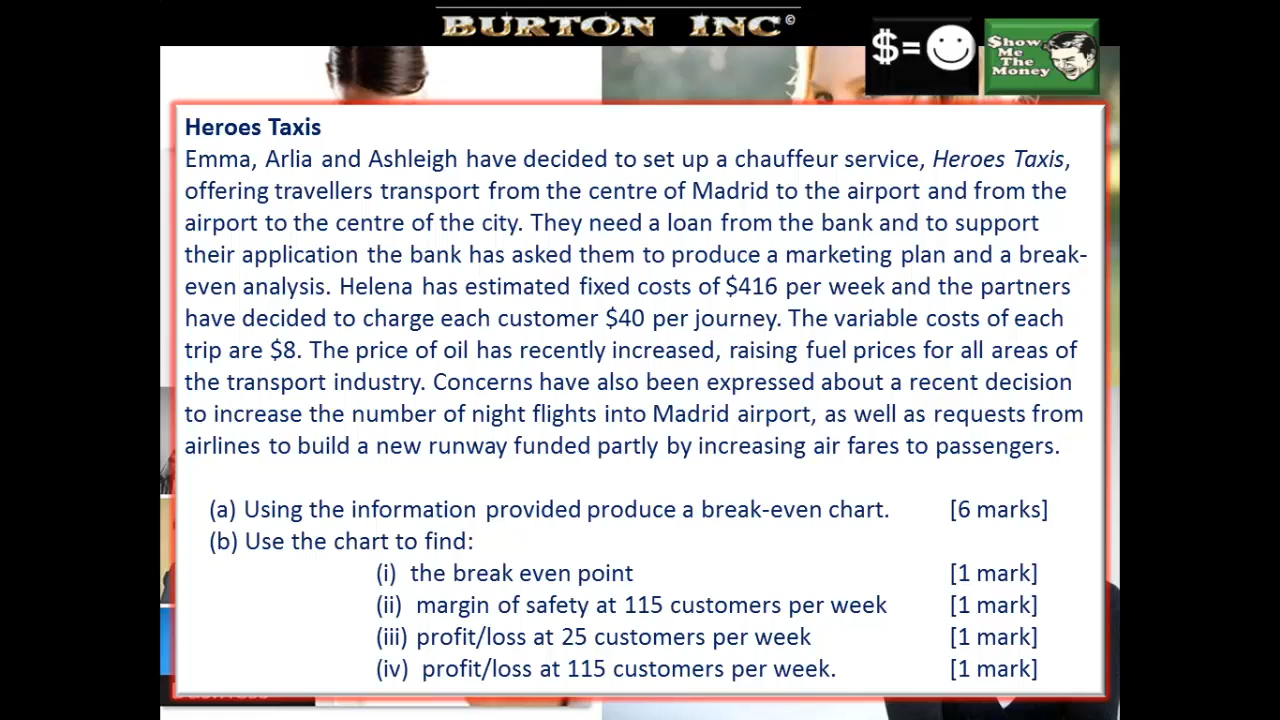 BURTON INC©
$=
$how
Me
The
Money
Heroes Taxis
Emma, Arlia and Ashleigh have decided to set up a chauffeur service, Heroes Taxis,
offering travellers transport from the centre of Madrid to the airport and from the
airport to the centre of the city. They need a loan from the bank and to support
their application the bank has asked them to produce a marketing plan and a break-
even analysis. Helena has estimated fixed costs of $416 per week and the partners
have decided to charge each customer $40 per journey. The variable costs of each
trip are $8. The price of oil has recently increased, raising fuel prices for all areas of
the transport industry. Concerns have also been expressed about a recent decision
to increase the number of night flights into Madrid airport, as well as requests from
airlines to build a new runway funded partly by increasing air fares to passengers.
(a) Using the information provided produce a break-even chart. [6 marks]
(b) Use the chart to find:
(i) the break even point [1 mark]
(ii) margin of safety at 115 customers per week [1 mark]
(iii) profit/loss at 25 customers per week [1 mark]
(iv) profit/loss at 115 customers per week. [1 mark]